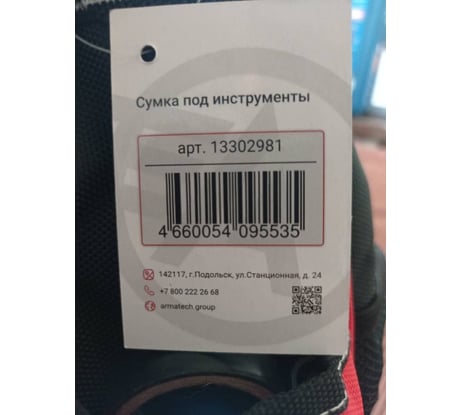 Сумка под инструменты
арт. 13302981
4 660054 095535
142117, г.Подольск, ул.Станционная, д. 24
+7 800 222 26 68
armatech.group